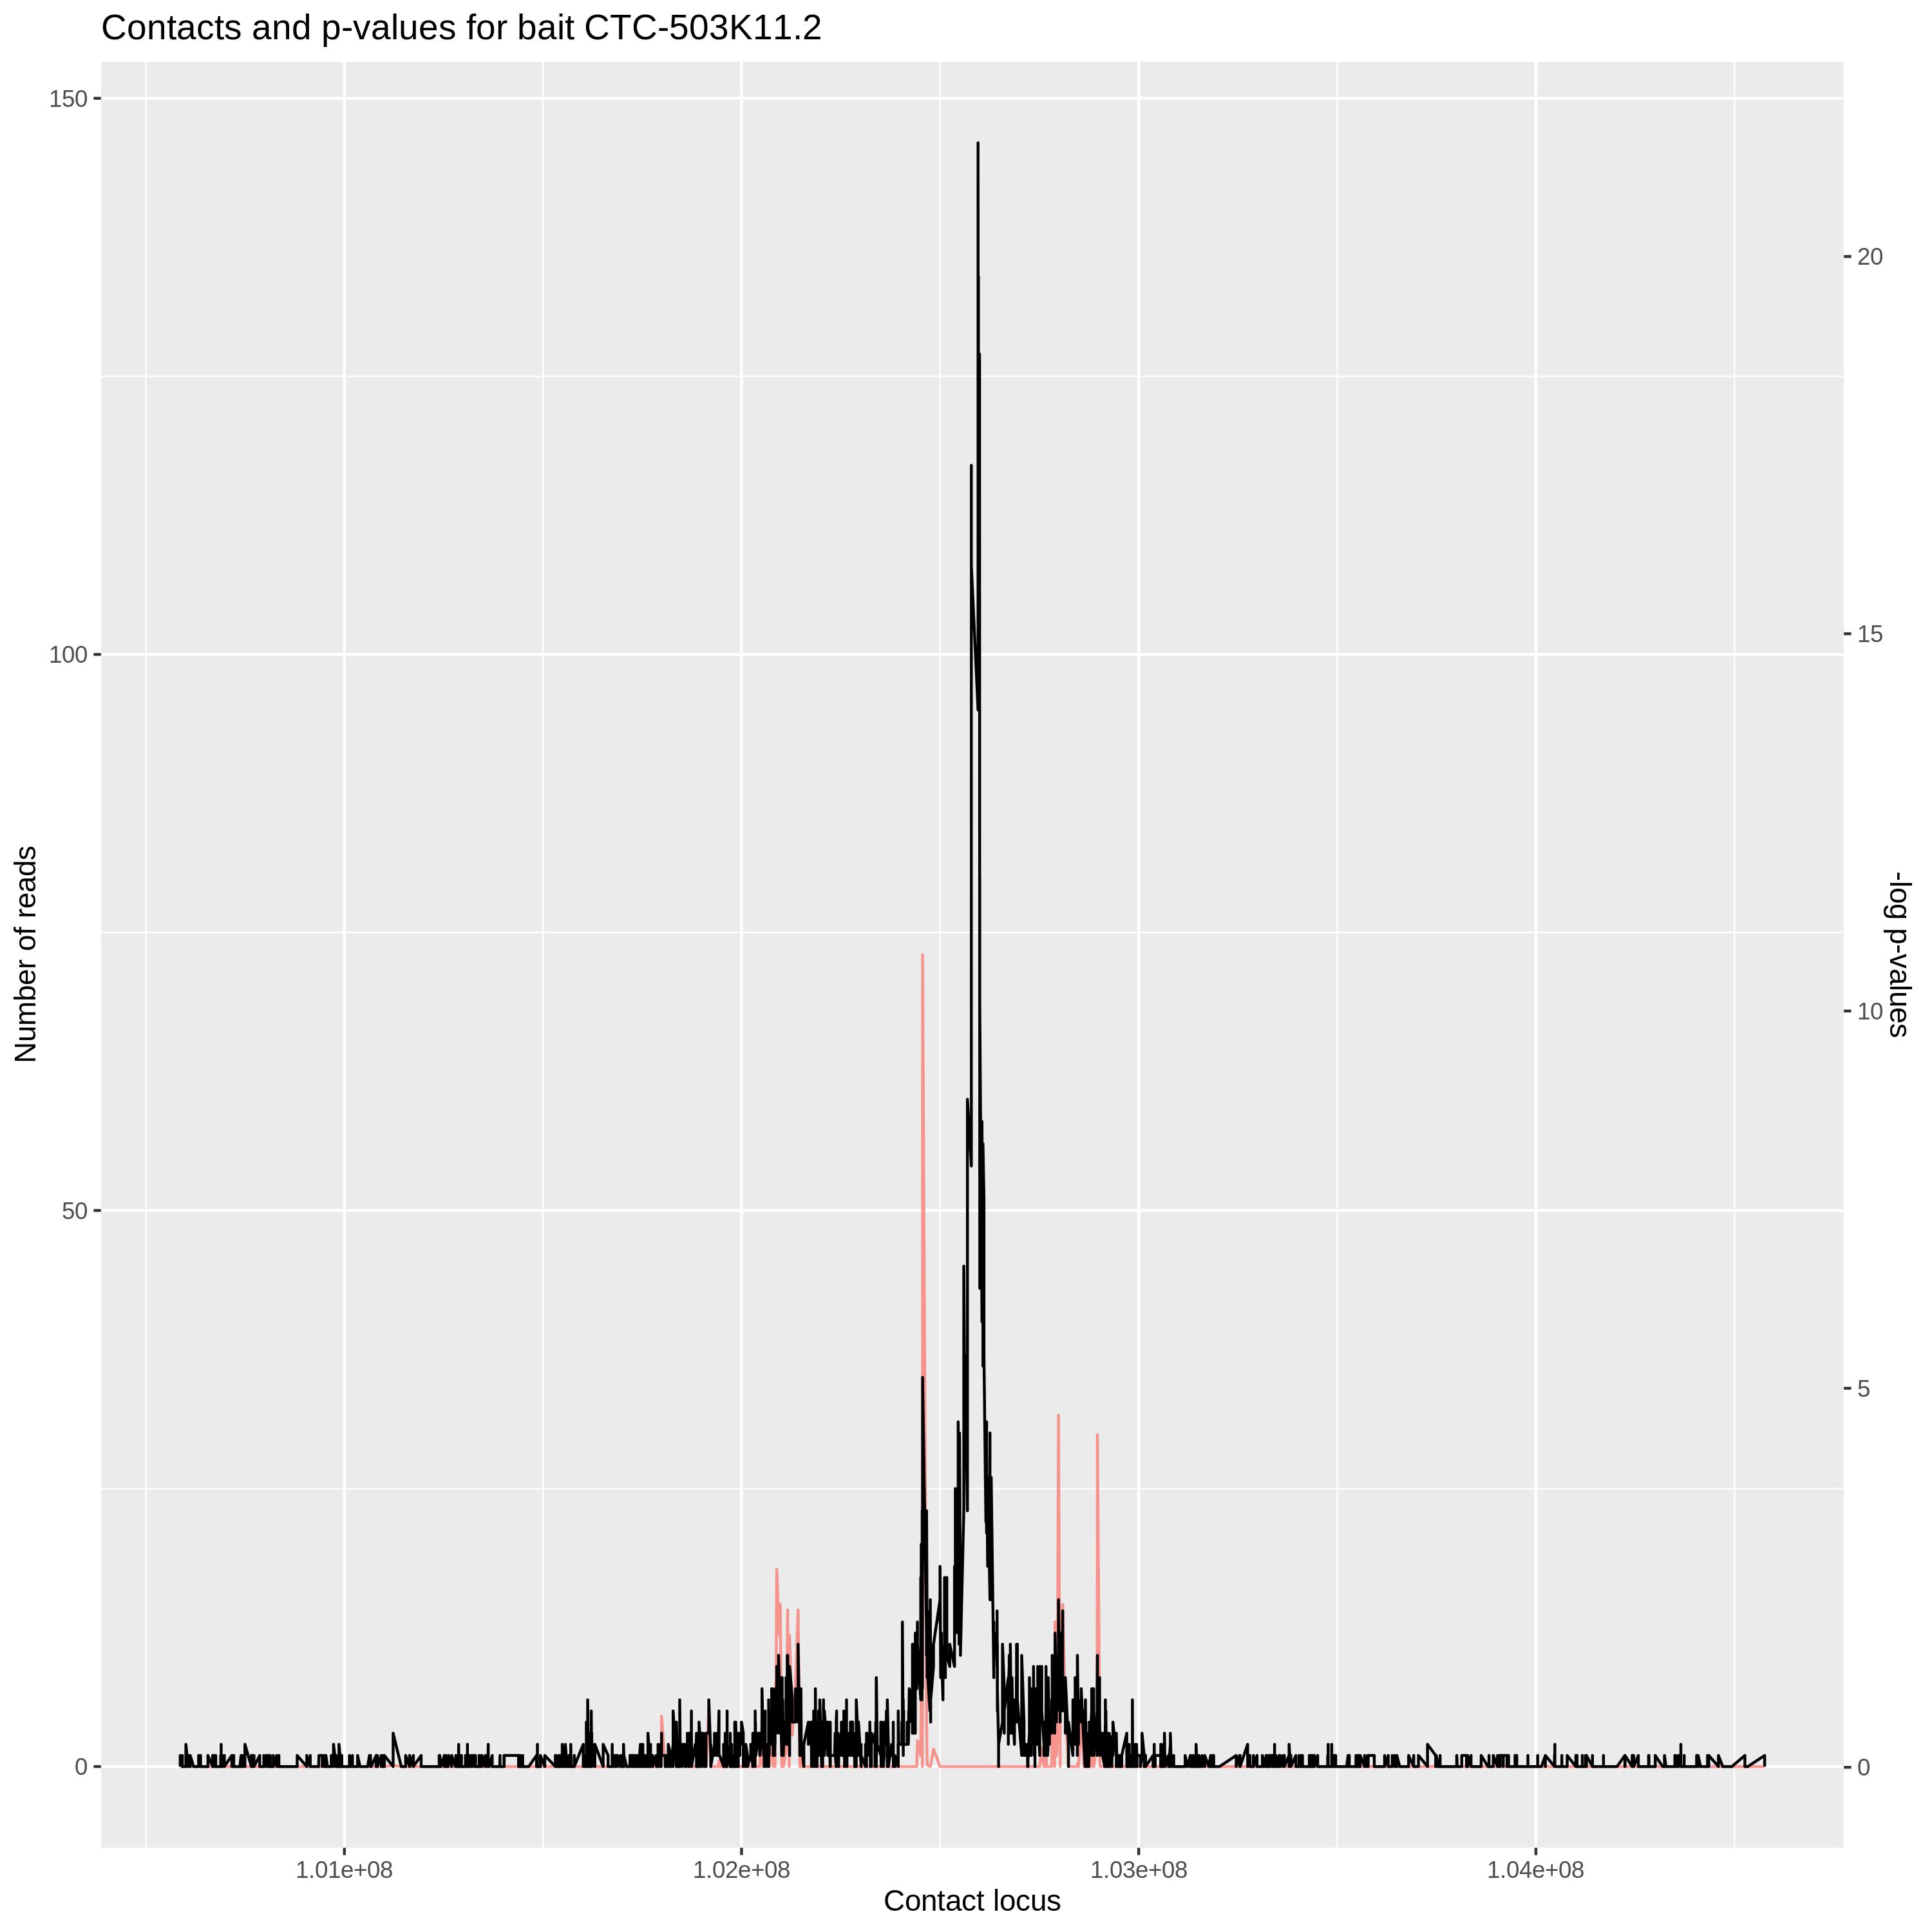 Contacts and p-values for bait CTC-503K11.2
150
100
50
0
Number of reads
20
15
10
5
0
-log p-values
1.01e+08 1.02e+08 1.03e+08 1.04e+08
Contact locus